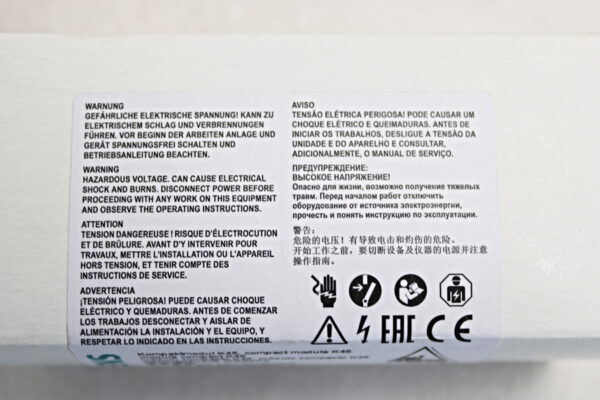 WARNUNG
GEFÄHRLICHE ELEKTRISCHE SPANNUNG! KANN ZU
ELEKTRISCHEM SCHLAG UND VERBRENNUNGEN
FÜHREN. VOR BEGINN DER ARBEITEN ANLAGE UND
GERÄT SPANNUNGSFREI SCHALTEN UND
BETRIEBSANLEITUNG BEACHTEN.
WARNING
HAZARDOUS VOLTAGE. CAN CAUSE ELECTRICAL
SHOCK AND BURNS. DISCONNECT POWER BEFORE
PROCEEDING WITH ANY WORK ON THIS EQUIPMENT
AND OBSERVE THE OPERATING INSTRUCTIONS.
ATTENTION
TENSION DANGEREUSE ! RISQUE D'ÉLECTROCUTION
ET DE BRÛLURE. AVANT D'Y INTERVENIR POUR
TRAVAUX, METTRE L'INSTALLATION OU L'APPAREIL
HORS TENSION, ET TENIR COMPTE DES
INSTRUCTIONS DE SERVICE.
ADVERTENCIA
¡TENSIÓN PELIGROSA! PUEDE CAUSAR CHOQUE
ELÉCTRICO Y QUEMADURAS. ANTES DE COMENZAR
LOS TRABAJOS DESCONECTAR Y AISLAR DE
ALIMENTACIÓN LA INSTALACIÓN Y EL EQUIPO, Y
RESPETAR LO INDICADO EN LAS INSTRUCCIONES.
AVISO
TENSÃO ELÉTRICA PERIGOSA! PODE CAUSAR UM
CHOQUE ELÉTRICO E QUEIMADURAS. ANTES DE
INICIAR OS TRABALHOS, DESLIGUE A TENSÃO DA
UNIDADE E DO APARELHO E CONSULTAR,
ADICIONALMENTE, O MANUAL DE SERVIÇO.
ПРЕДУПРЕЖДЕНИЕ:
ВЫСОКОЕ НАПРЯЖЕНИЕ!
Опасно для жизни, возможно получение тяжелых
травм. Перед началом работ отключить
оборудование от источника электроэнергии,
прочесть и понять инструкцию по эксплуатации.
警告:
危险的电压! 有导致电击和灼伤的危险。
开始工作之前, 要切断设备及仪器的电源并注意
操作指南。
EAC CE
Kompaktmodul K45 compact module K45